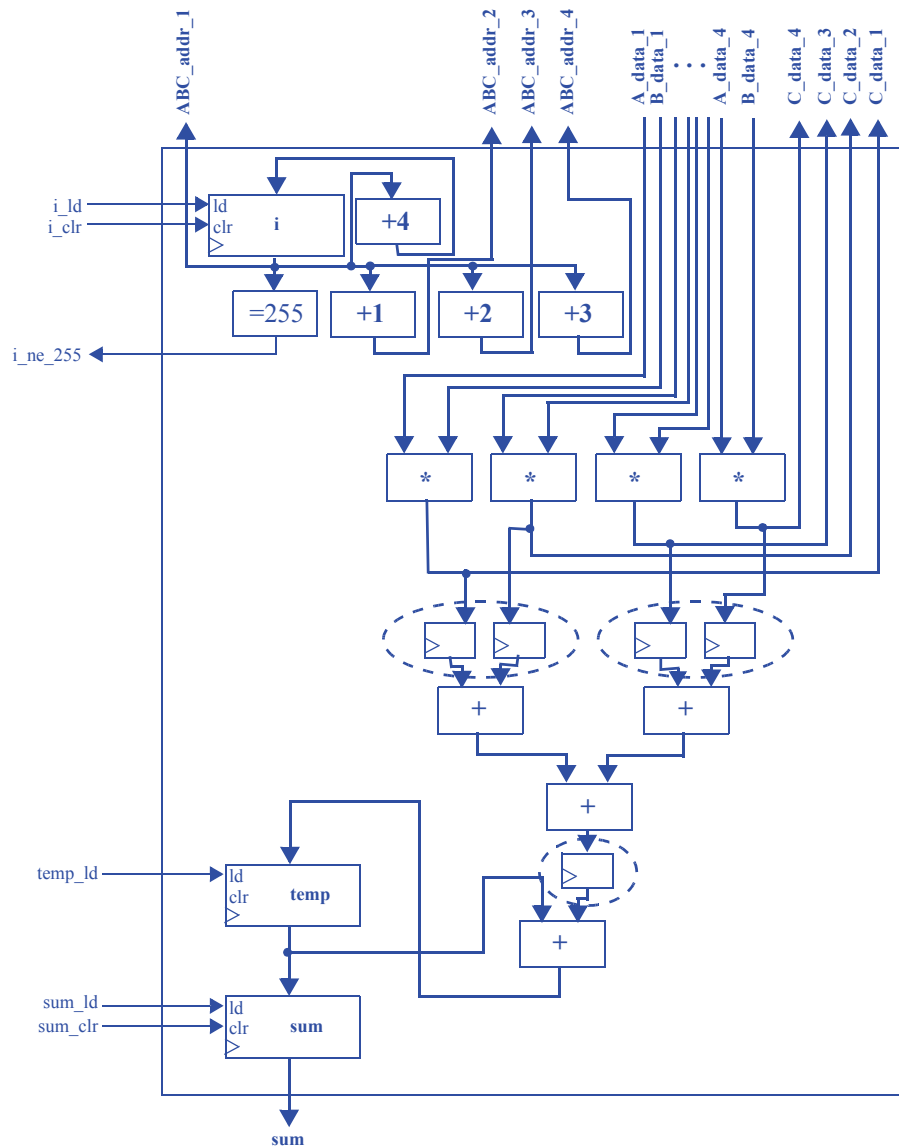 ABC_addr_1
ABC_addr_2
ABC_addr_3
ABC_addr_4
A_data_1
B_data_1
. . .
A_data_4
B_data_4
C_data_4
C_data_3
C_data_2
C_data_1
i_ld
i_clr
ld
clr
i
+4
=255
+1
+2
+3
i_ne_255
*
*
*
*
+
+
+
temp_ld
ld
clr
temp
+
sum_ld
sum_clr
ld
clr
sum
sum